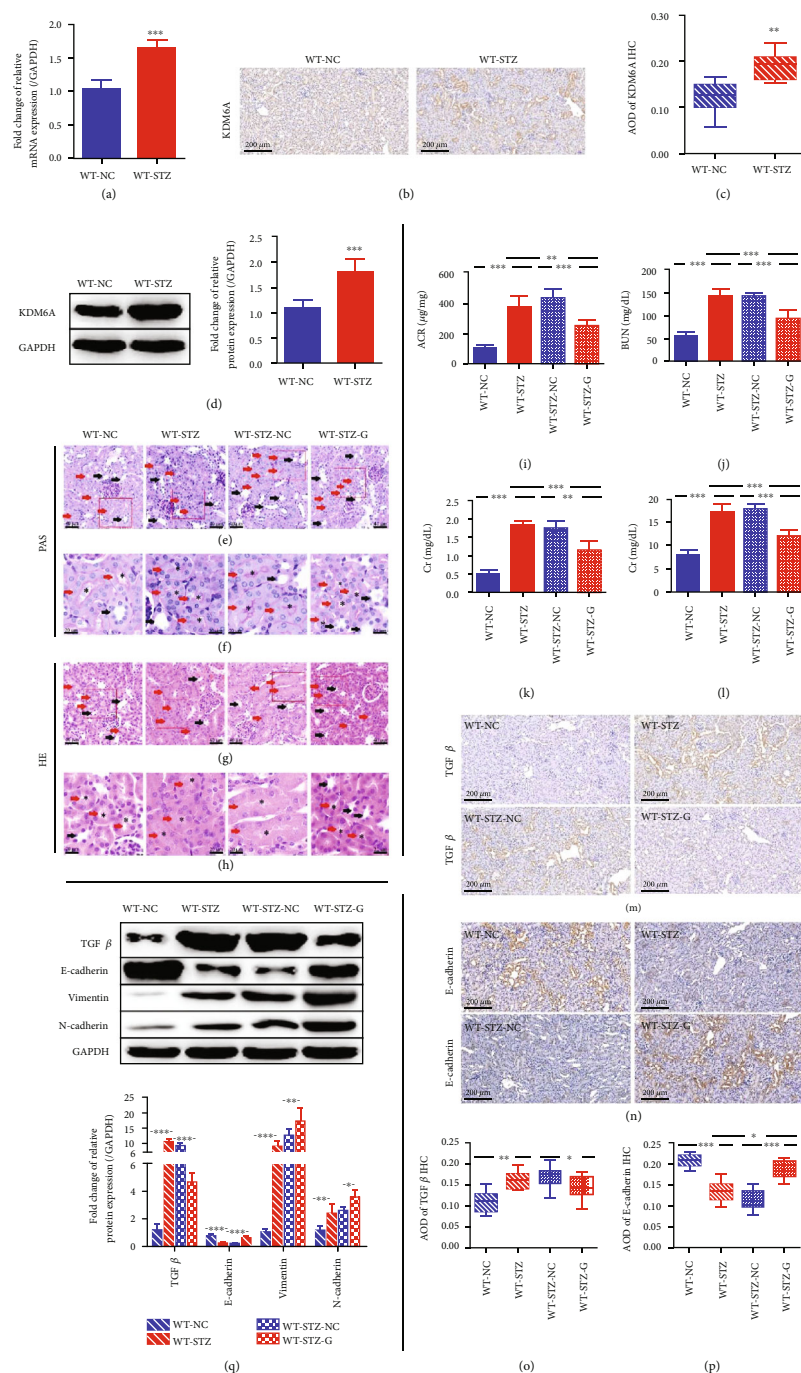 Fold change of relative
mRNA expression (/GAPDH)
2.0
1.5
1.0
0.5
0.0
***
WT-NC
WT-STZ
(a)
WT-NC
WT-STZ
KDM6A
200 μm
200 μm
(b)
AOD of KDM6A IHC
0.30
0.20
0.10
0.00
**
WT-NC
WT-STZ
(c)
WT-NC
WT-STZ
KDM6A
GAPDH
Fold change of relative
protein expression (/GAPDH)
2.5
2.0
1.5
1.0
0.5
0.0
***
WT-NC
WT-STZ
(d)
WT-NC
WT-STZ
WT-STZ-NC
WT-STZ-G
PAS
(e)
(f)
HE
(g)
(h)
ACR (μg/mg)
600
400
200
0
***
**
***
WT-NC
WT-STZ
WT-STZ-NC
WT-STZ-G
(i)
BUN (mg/dL)
200
150
100
50
0
***
***
***
WT-NC
WT-STZ
WT-STZ-NC
WT-STZ-G
(j)
Cr (mg/dL)
2.5
2.0
1.5
1.0
0.5
0.0
***
***
**
WT-NC
WT-STZ
WT-STZ-NC
WT-STZ-G
(k)
Cr (mg/dL)
20
15
10
5
0
***
***
***
WT-NC
WT-STZ
WT-STZ-NC
WT-STZ-G
(l)
TGF β
WT-NC
200 μm
WT-STZ
200 μm
TGF β
WT-STZ-NC
200 μm
WT-STZ-G
200 μm
(m)
E-cadherin
WT-NC
200 μm
WT-STZ
200 μm
E-cadherin
WT-STZ-NC
200 μm
WT-STZ-G
200 μm
(n)
AOD of TGF β IHC
0.25
0.20
0.15
0.10
0.05
0.00
**
*
WT-NC
WT-STZ
WT-STZ-NC
WT-STZ-G
(o)
AOD of E-cadherin IHC
0.25
0.20
0.15
0.10
0.05
0.00
***
*
***
WT-NC
WT-STZ
WT-STZ-NC
WT-STZ-G
(p)
WT-NC
WT-STZ
WT-STZ-NC
WT-STZ-G
TGF β
E-cadherin
Vimentin
N-cadherin
GAPDH
Fold change of relative
protein expression (/GAPDH)
25
20
15
10
6
4
2
0
-***-
-***-
-***-
-***-
-***-
-**-
-**-
-*-
TGF β
E-cadherin
Vimentin
N-cadherin
WT-NC
WT-STZ
WT-STZ-NC
WT-STZ-G
(q)